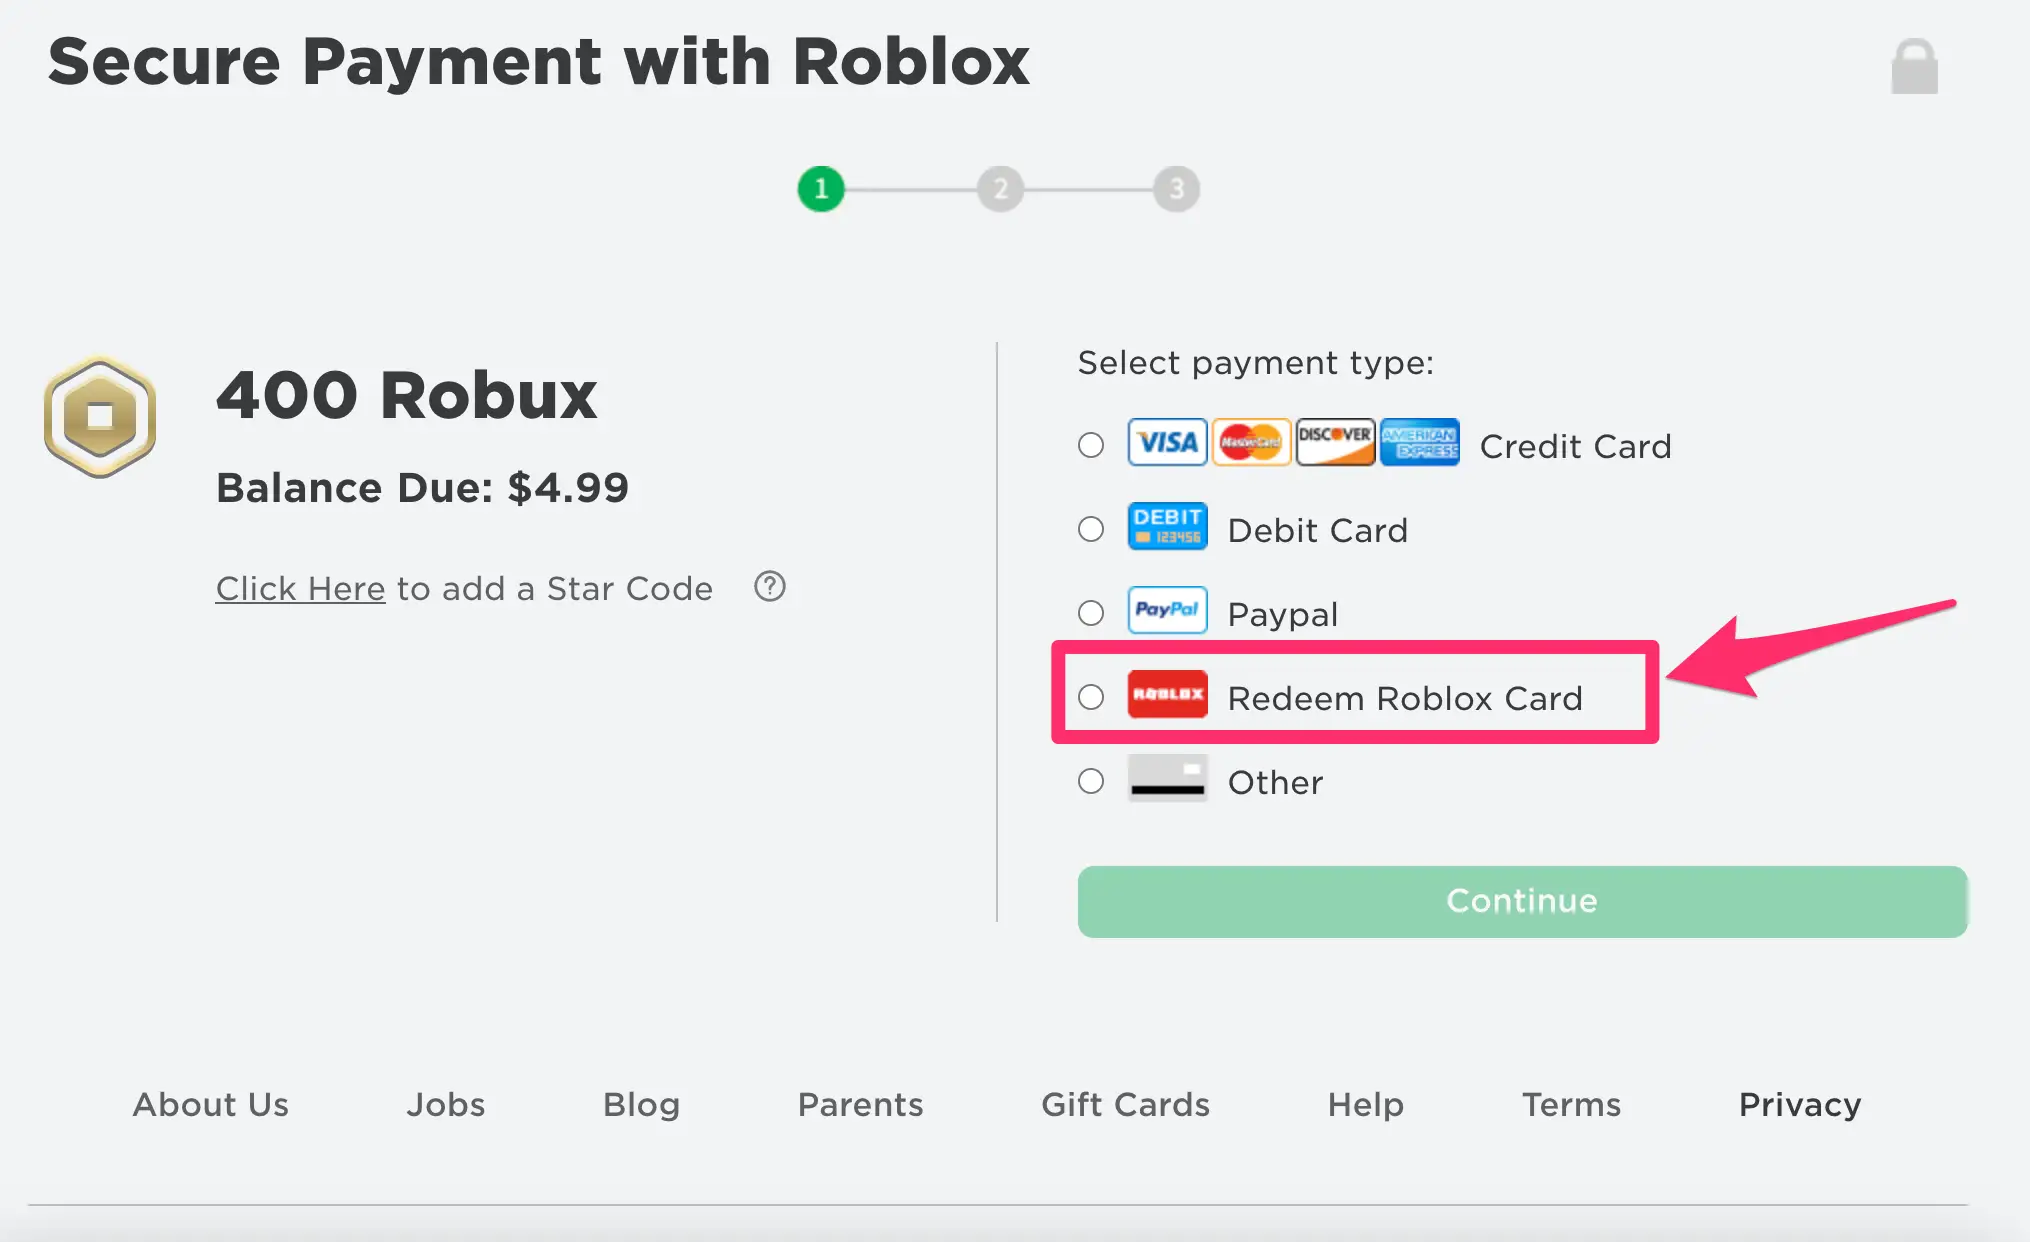 Secure Payment with Roblox
1 2 3
400 Robux
Balance Due: $4.99
Click Here to add a Star Code ?
Select payment type:
VISA MasterCard DISCOVER AMERICAN EXPRESS Credit Card
DEBIT 123456 Debit Card
PayPal Paypal
ROBLOX Redeem Roblox Card
Other
Continue
About Us Jobs Blog Parents Gift Cards Help Terms Privacy